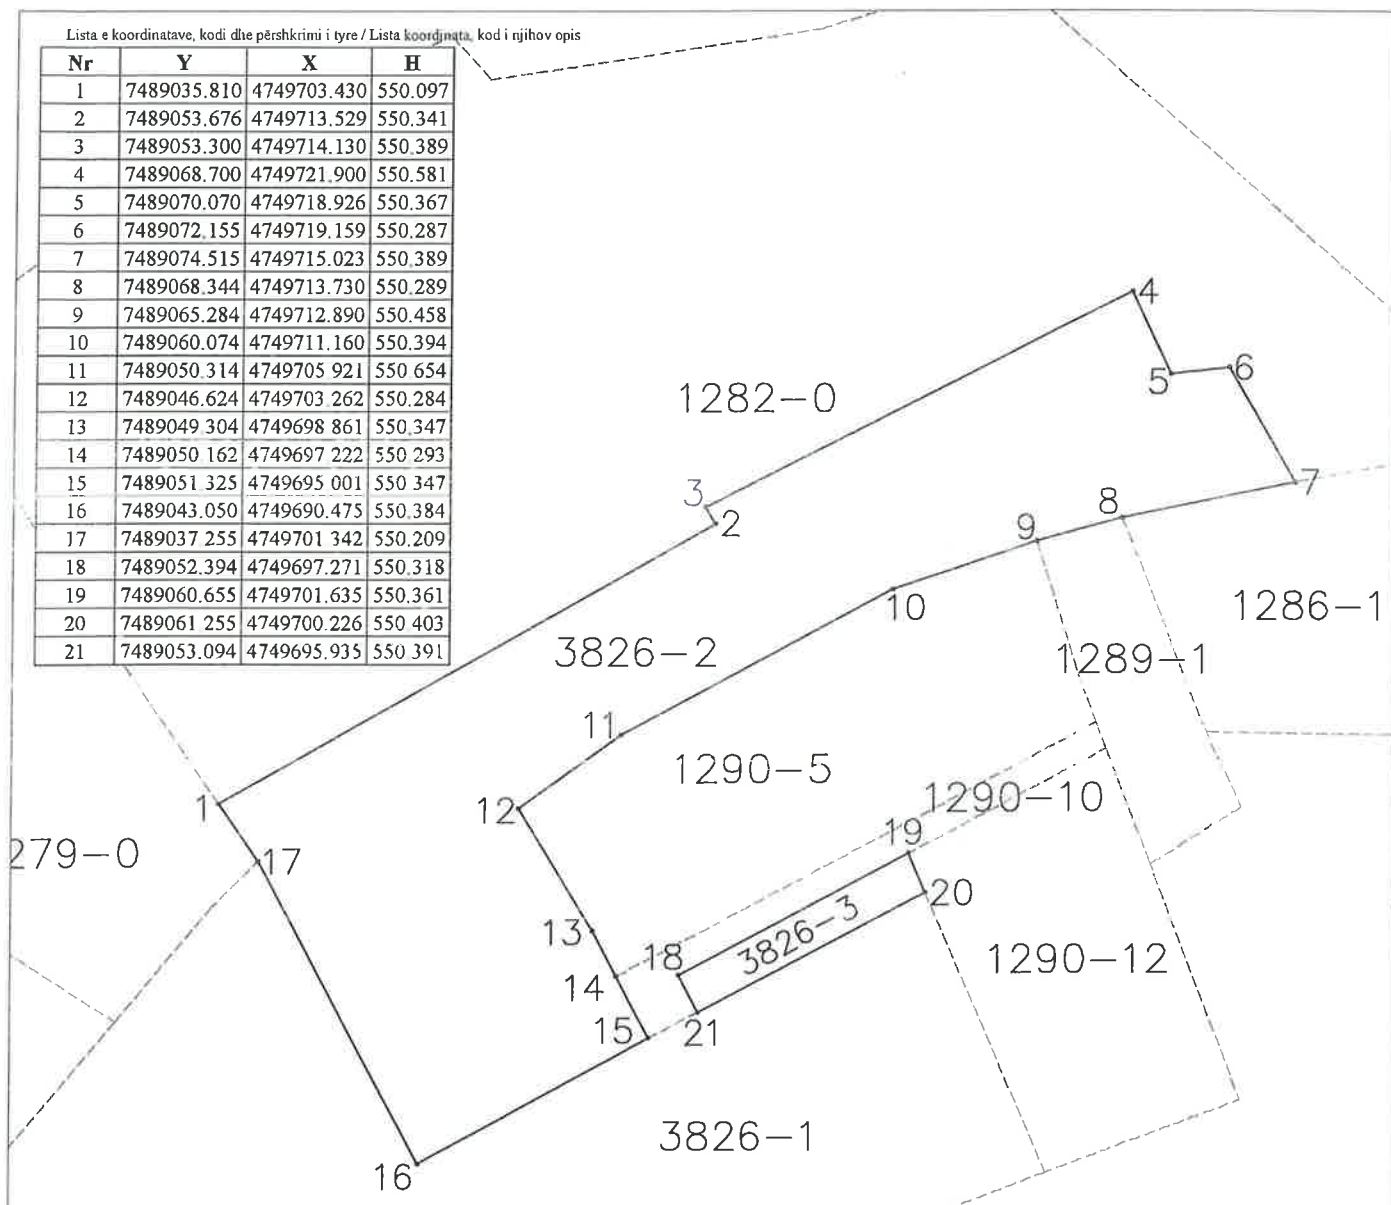 Lista e koordinatave, kodi dhe përshkrimi i tyre / Lista koordinata, kod i njihov opis
Nr Y X H
1 7489035.810 4749703.430 550.097
2 7489053.676 4749713.529 550.341
3 7489053.300 4749714.130 550.389
4 7489068.700 4749721.900 550.581
5 7489070.070 4749718.926 550.367
6 7489072.155 4749719.159 550.287
7 7489074.515 4749715.023 550.389
8 7489068.344 4749713.730 550.289
9 7489065.284 4749712.890 550.458
10 7489060.074 4749711.160 550.394
11 7489050.314 4749705.921 550.654
12 7489046.624 4749703.262 550.284
13 7489049.304 4749698.861 550.347
14 7489050.162 4749697.222 550.293
15 7489051.325 4749695.001 550.347
16 7489043.050 4749690.475 550.384
17 7489037.255 4749701.342 550.209
18 7489052.394 4749697.271 550.318
19 7489060.655 4749701.635 550.361
20 7489061.255 4749700.226 550.403
21 7489053.094 4749695.935 550.391
4
5
6
1282-0
3
2
7
8
9
10
1286-1
3826-2
1289-1
11
1290-5
1
12
1290-10
279-0
17
19
20
3826-3
13
18
1290-12
14
15
21
3826-1
16